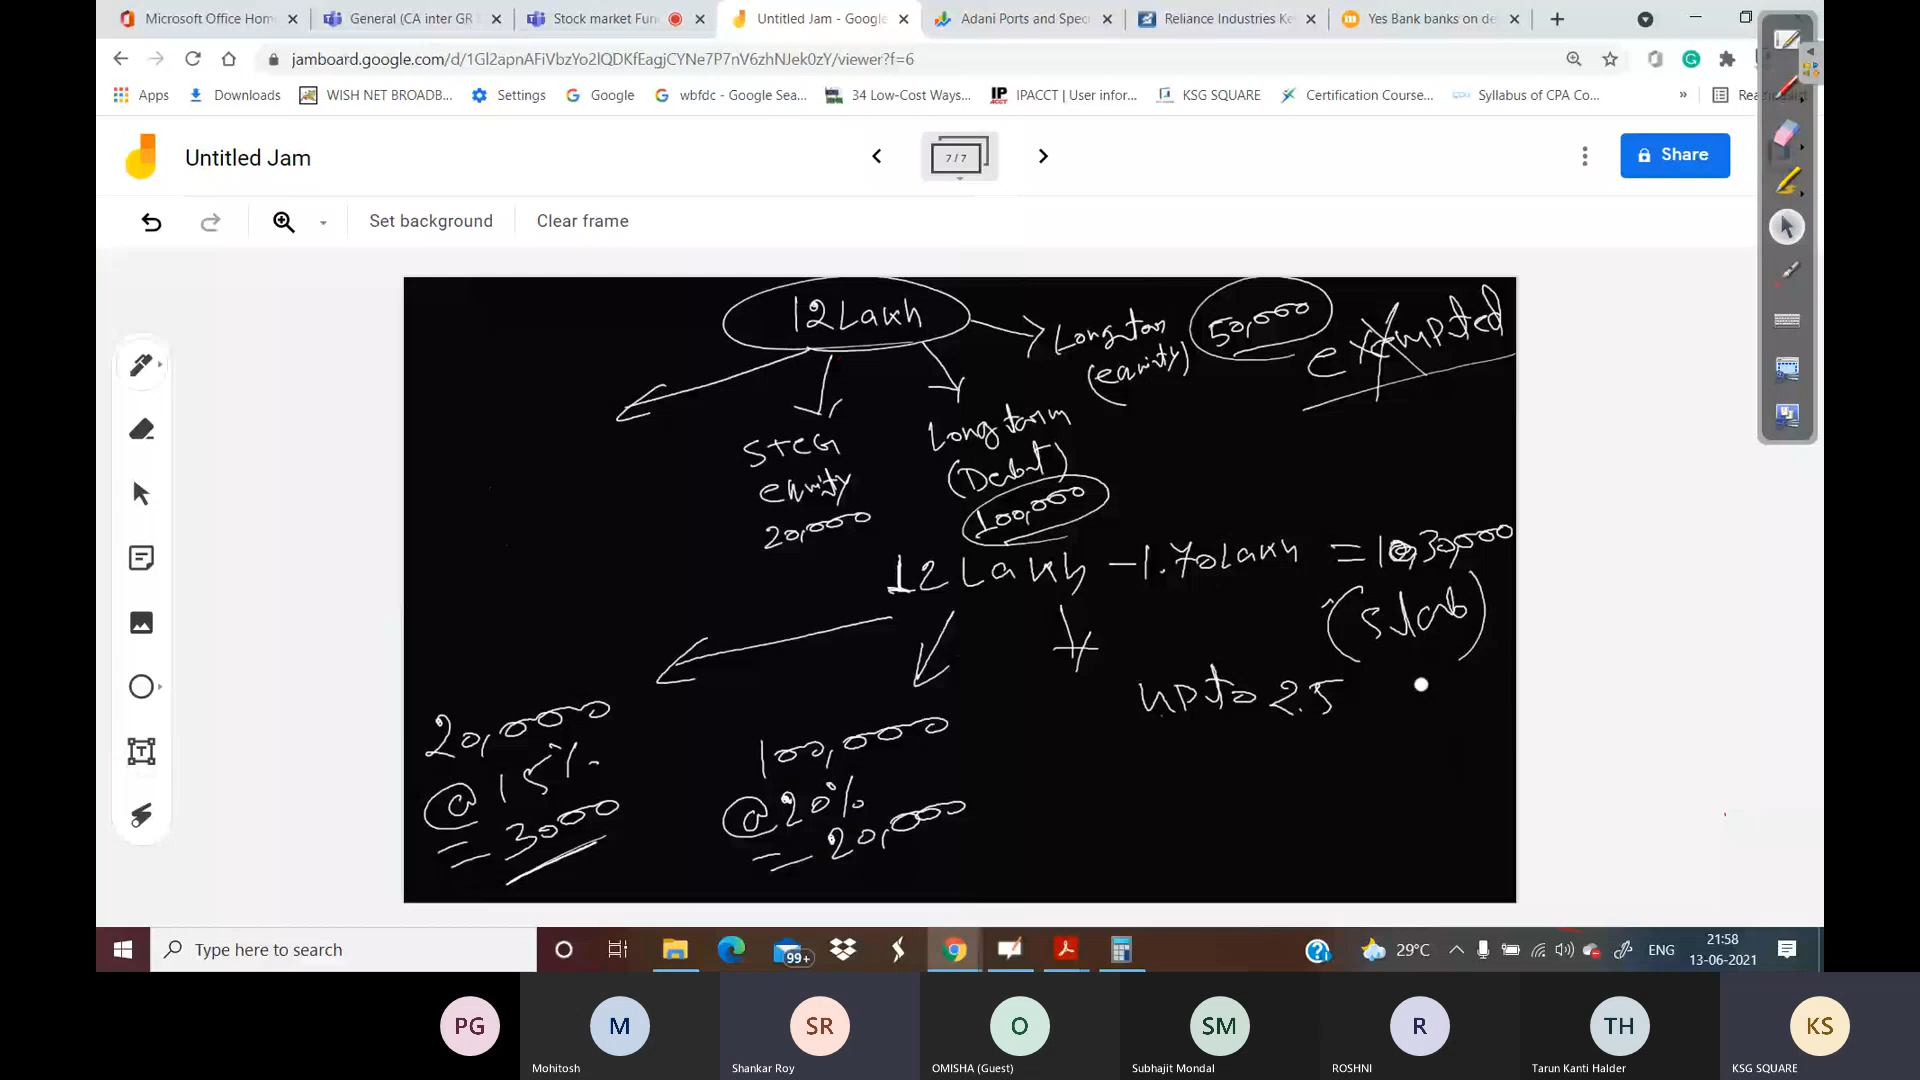 Microsoft Office Hom
General (CA inter GR
Stock market Fun
Untitled Jam - Google
Adani Ports and Spec
Reliance Industries Ke
Yes Bank banks on de
jamboard.google.com/d/1Gl2apnAFiVbzYo2lQDKfEagjCYNe7P7nV6zhNJek0zY/viewer?f=6
Apps
Downloads
WISH NET BROADB...
Settings
Google
wbfdc - Google Sea...
34 Low-Cost Ways...
IPACCT | User infor...
KSG SQUARE
Certification Course...
Syllabus of CPA Co...
»
Untitled Jam
7 / 7
Share
Set background
Clear frame
12 Lakh
Long tarm
(equity)
50,000
exempted
STCG
equity
20,000
Long tarm
(Debut)
100,000
12 Lakh - 1.70 Lakh = 10,30,000
(Slab)
up to 2.5
20,000
@ 15%
= 3000
100,000
@ 20%
= 20,000
Type here to search
99+
29°C
ENG
21:58
13-06-2021
PG
M
SR
O
SM
R
TH
KS
Mohitosh
Shankar Roy
OMISHA (Guest)
Subhajit Mondal
ROSHNI
Tarun Kanti Halder
KSG SQUARE